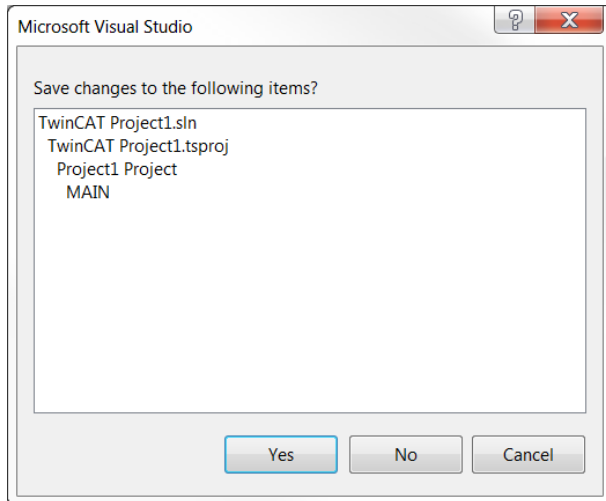 Microsoft Visual Studio
Save changes to the following items?
TwinCAT Project1.sln
TwinCAT Project1.tsproj
Project1 Project
MAIN
Yes No Cancel